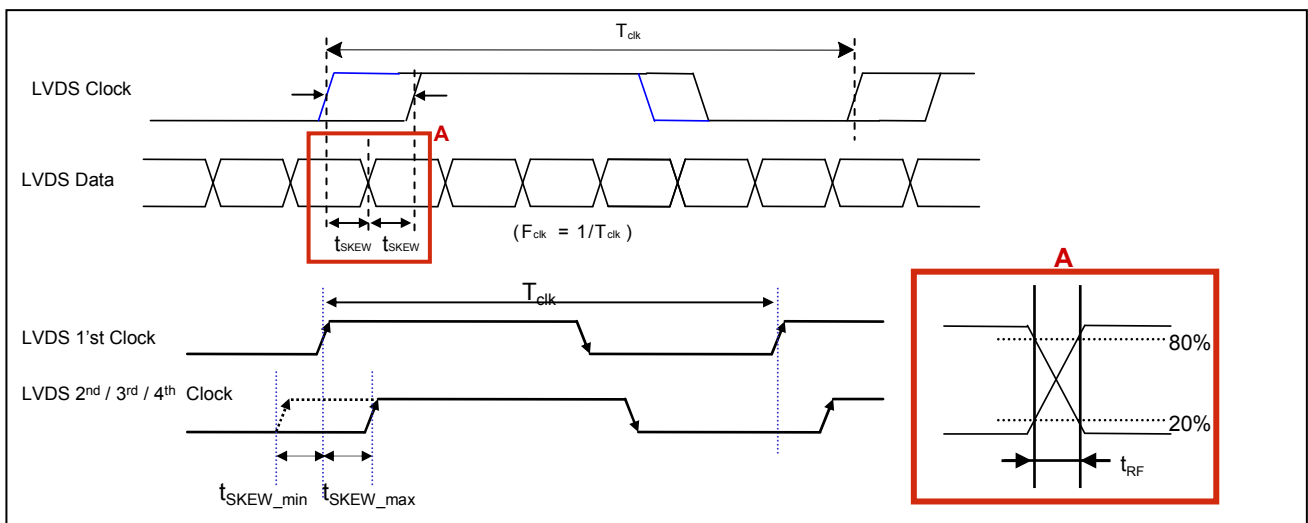 Tclk
LVDS Clock
A
LVDS Data
tSKEW tSKEW
(Fclk = 1/Tclk)
A
Tclk
LVDS 1'st Clock
80%
LVDS 2nd / 3rd / 4th Clock
20%
tRF
tSKEW_min tSKEW_max